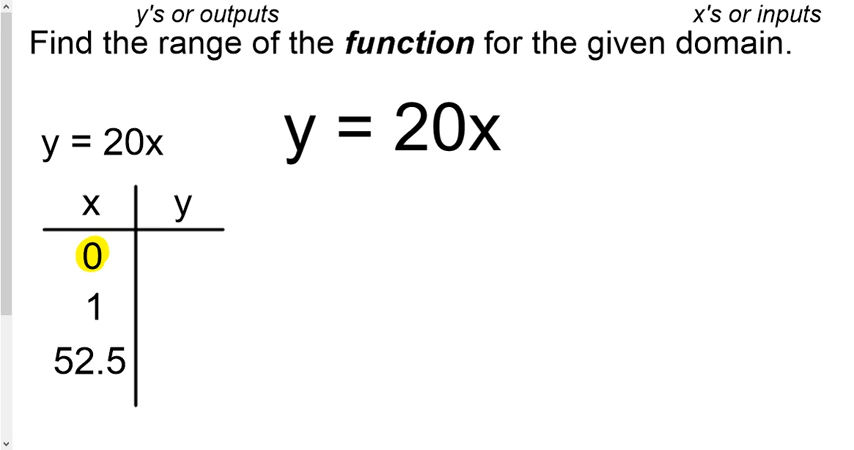 y's or outputs x's or inputs
Find the range of the function for the given domain.
y = 20x y = 20x
x y
0
1
52.5